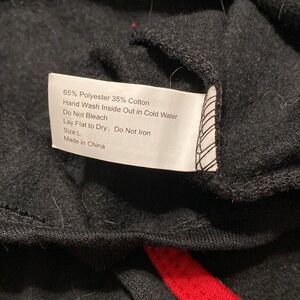 65% Polyester 35% Cotton
Hand Wash Inside Out in Cold Water
Do Not Bleach
Lay Flat to Dry, Do Not Iron
Size:L
Made in China